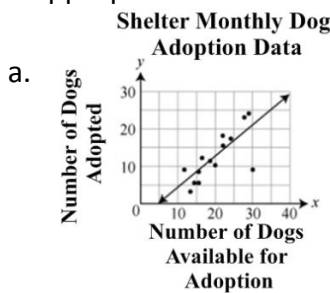 Shelter Monthly Dog
Adoption Data
a.
y
Number of Dogs
Adopted
30
20
10
0
10
20
30
40
x
Number of Dogs
Available for
Adoption